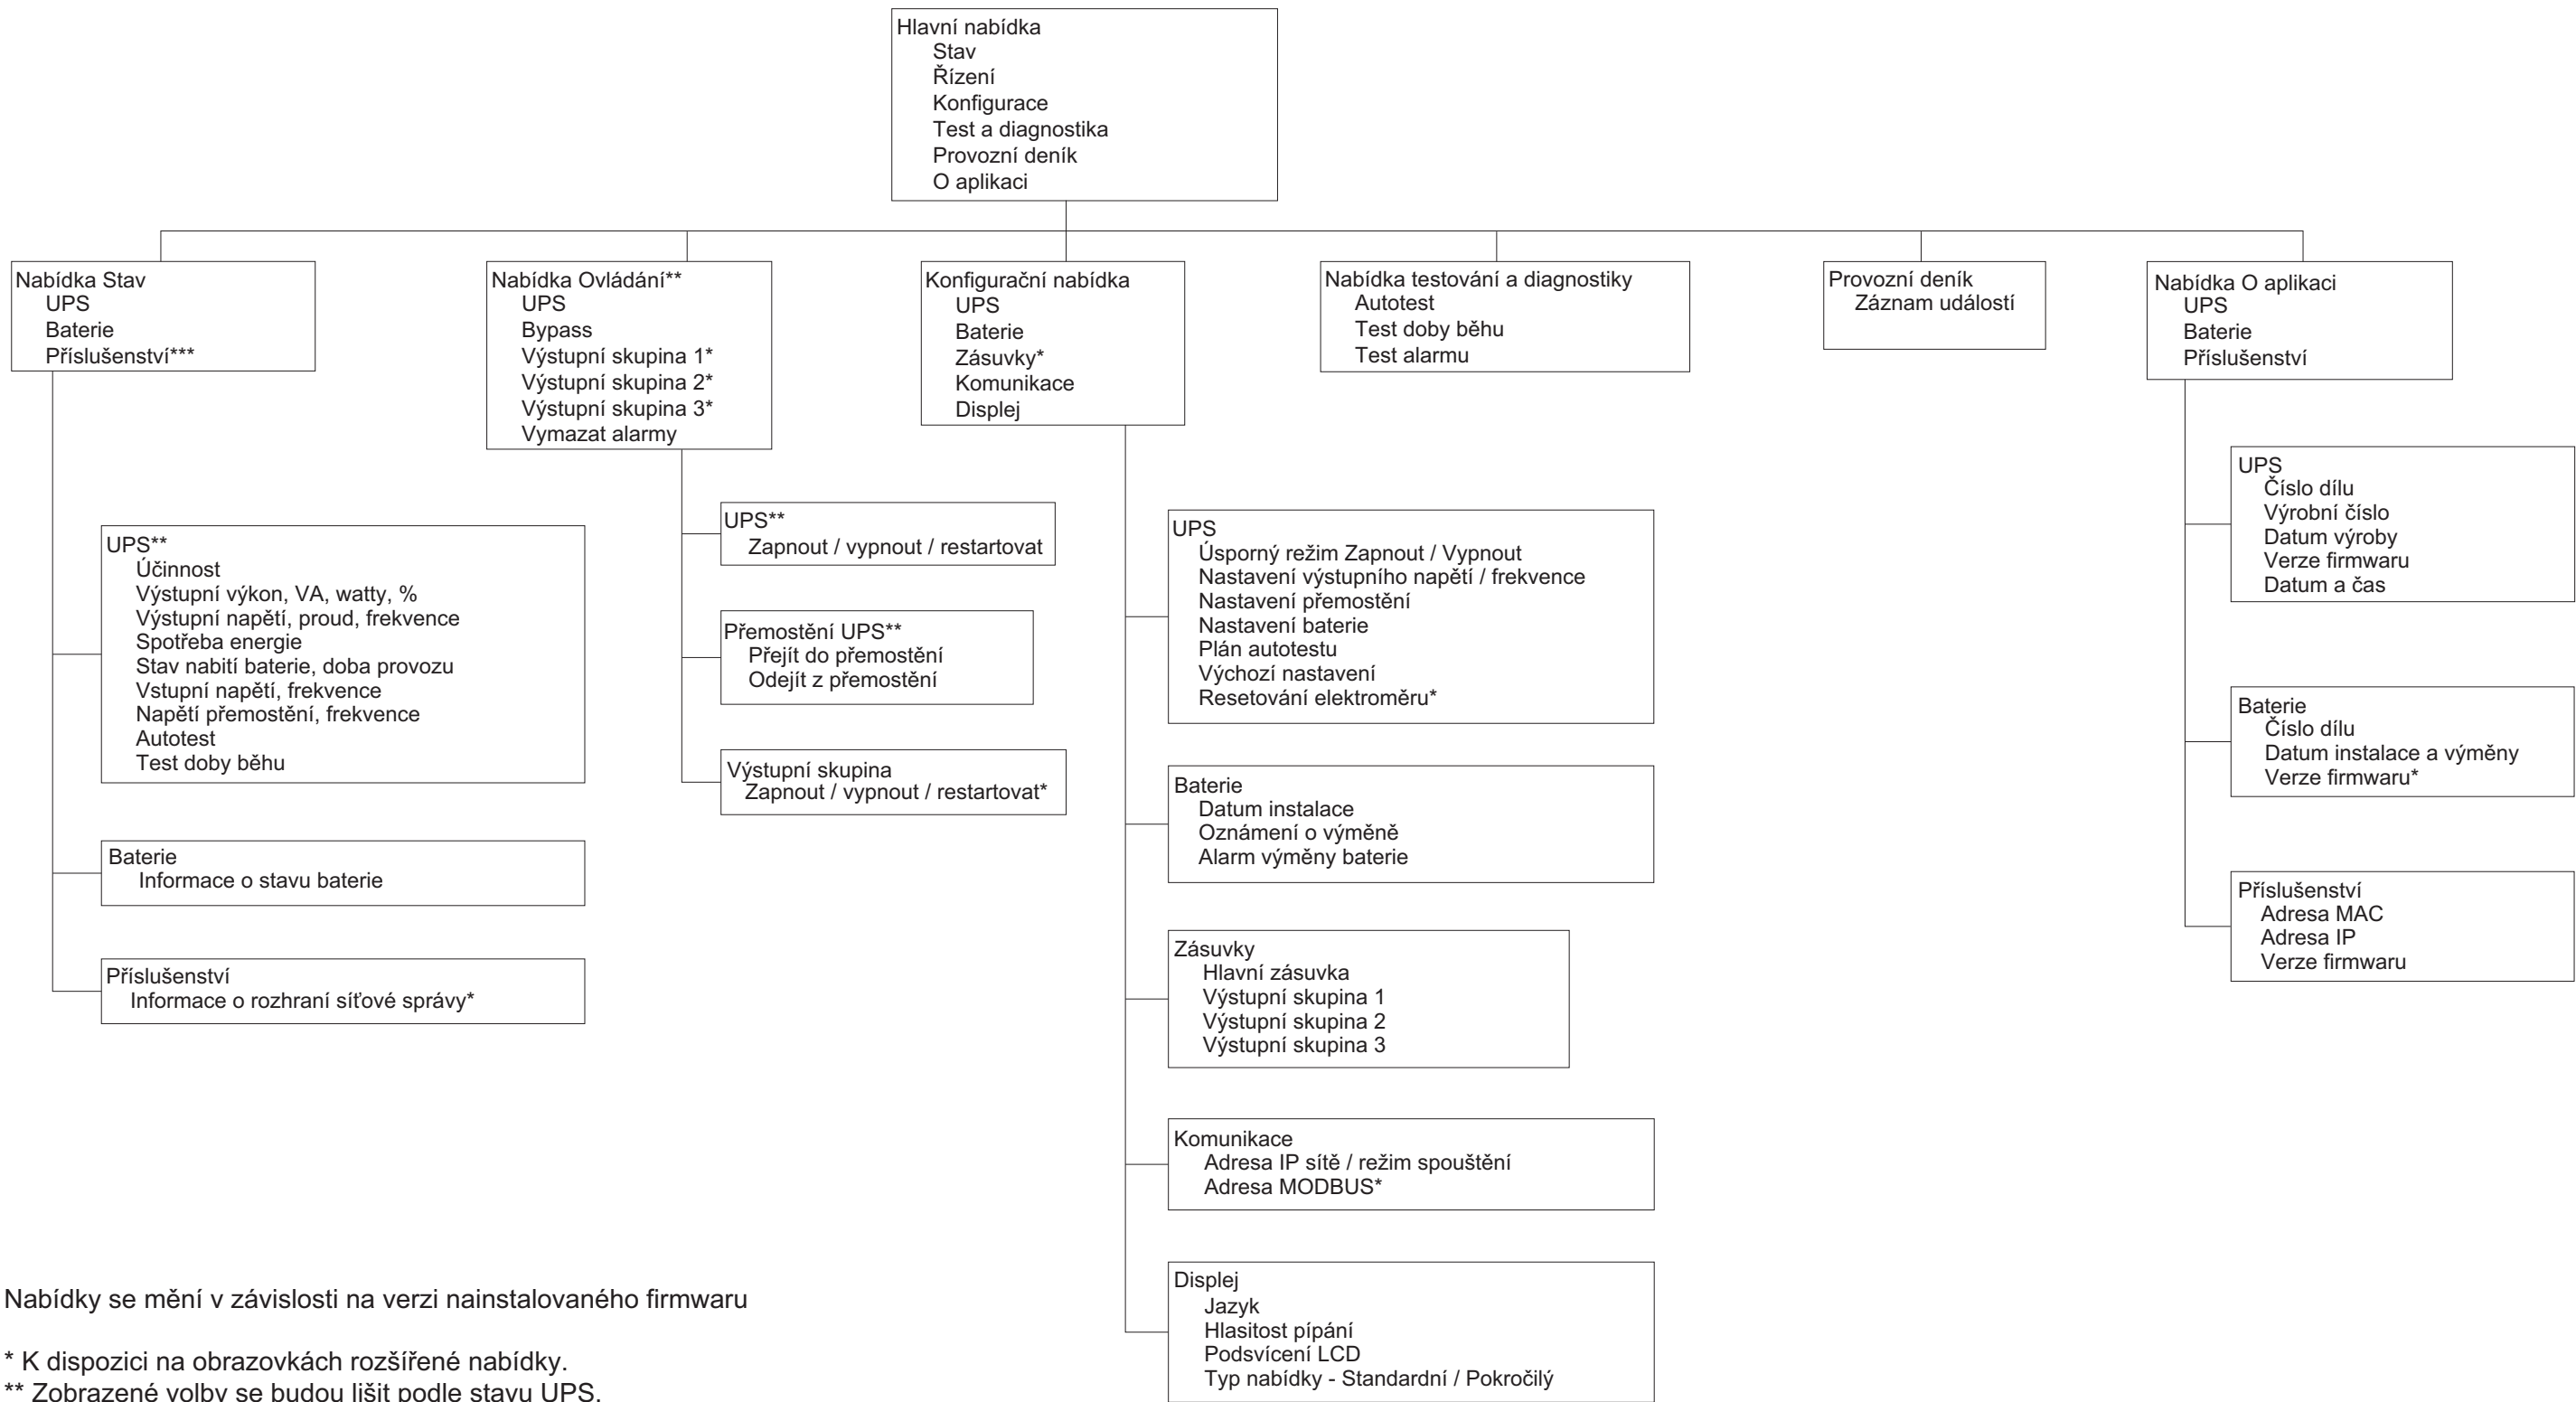 Hlavní nabídka
Stav
Řízení
Konfigurace
Test a diagnostika
Provozní deník
O aplikaci
Nabídka Stav
UPS
Baterie
Příslušenství***
Nabídka Ovládání**
UPS
Bypass
Výstupní skupina 1*
Výstupní skupina 2*
Výstupní skupina 3*
Vymazat alarmy
Konfigurační nabídka
UPS
Baterie
Zásuvky*
Komunikace
Displej
Nabídka testování a diagnostiky
Autotest
Test doby běhu
Test alarmu
Provozní deník
Záznam událostí
Nabídka O aplikaci
UPS
Baterie
Příslušenství
UPS**
Účinnost
Výstupní výkon, VA, watty, %
Výstupní napětí, proud, frekvence
Spotřeba energie
Stav nabití baterie, doba provozu
Vstupní napětí, frekvence
Napětí přemostění, frekvence
Autotest
Test doby běhu
Baterie
Informace o stavu baterie
Příslušenství
Informace o rozhraní síťové správy*
UPS**
Zapnout / vypnout / restartovat
Přemostění UPS**
Přejít do přemostění
Odejít z přemostění
Výstupní skupina
Zapnout / vypnout / restartovat*
UPS
Úsporný režim Zapnout / Vypnout
Nastavení výstupního napětí / frekvence
Nastavení přemostění
Nastavení baterie
Plán autotestu
Výchozí nastavení
Resetování elektroměru*
Baterie
Datum instalace
Oznámení o výměně
Alarm výměny baterie
Zásuvky
Hlavní zásuvka
Výstupní skupina 1
Výstupní skupina 2
Výstupní skupina 3
Komunikace
Adresa IP sítě / režim spouštění
Adresa MODBUS*
Displej
Jazyk
Hlasitost pípání
Podsvícení LCD
Typ nabídky - Standardní / Pokročilý
UPS
Číslo dílu
Výrobní číslo
Datum výroby
Verze firmwaru
Datum a čas
Baterie
Číslo dílu
Datum instalace a výměny
Verze firmwaru*
Příslušenství
Adresa MAC
Adresa IP
Verze firmwaru
Nabídky se mění v závislosti na verzi nainstalovaného firmwaru
* K dispozici na obrazovkách rozšířené nabídky.
** Zobrazené volby se budou lišit podle stavu UPS.